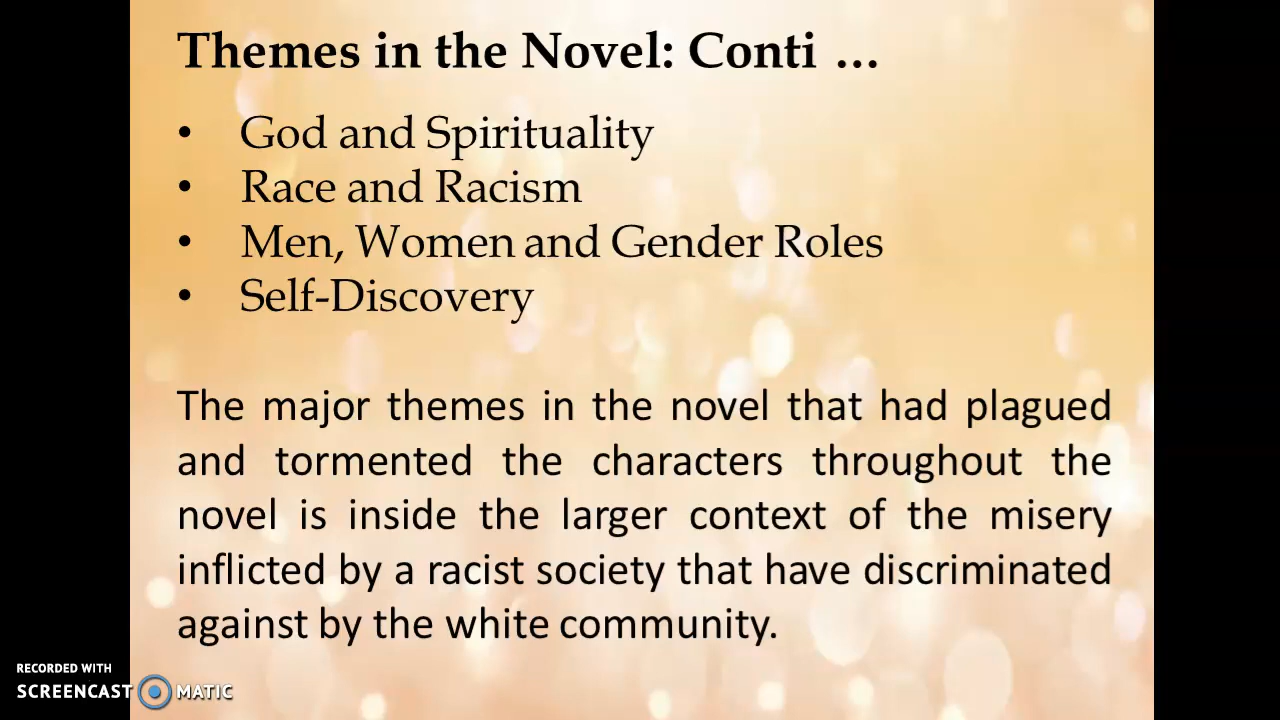 Themes in the Novel: Conti ...
• God and Spirituality
• Race and Racism
• Men, Women and Gender Roles
• Self-Discovery
The major themes in the novel that had plagued
and tormented the characters throughout the
novel is inside the larger context of the misery
inflicted by a racist society that have discriminated
against by the white community.
RECORDED WITH
SCREENCAST MATIC